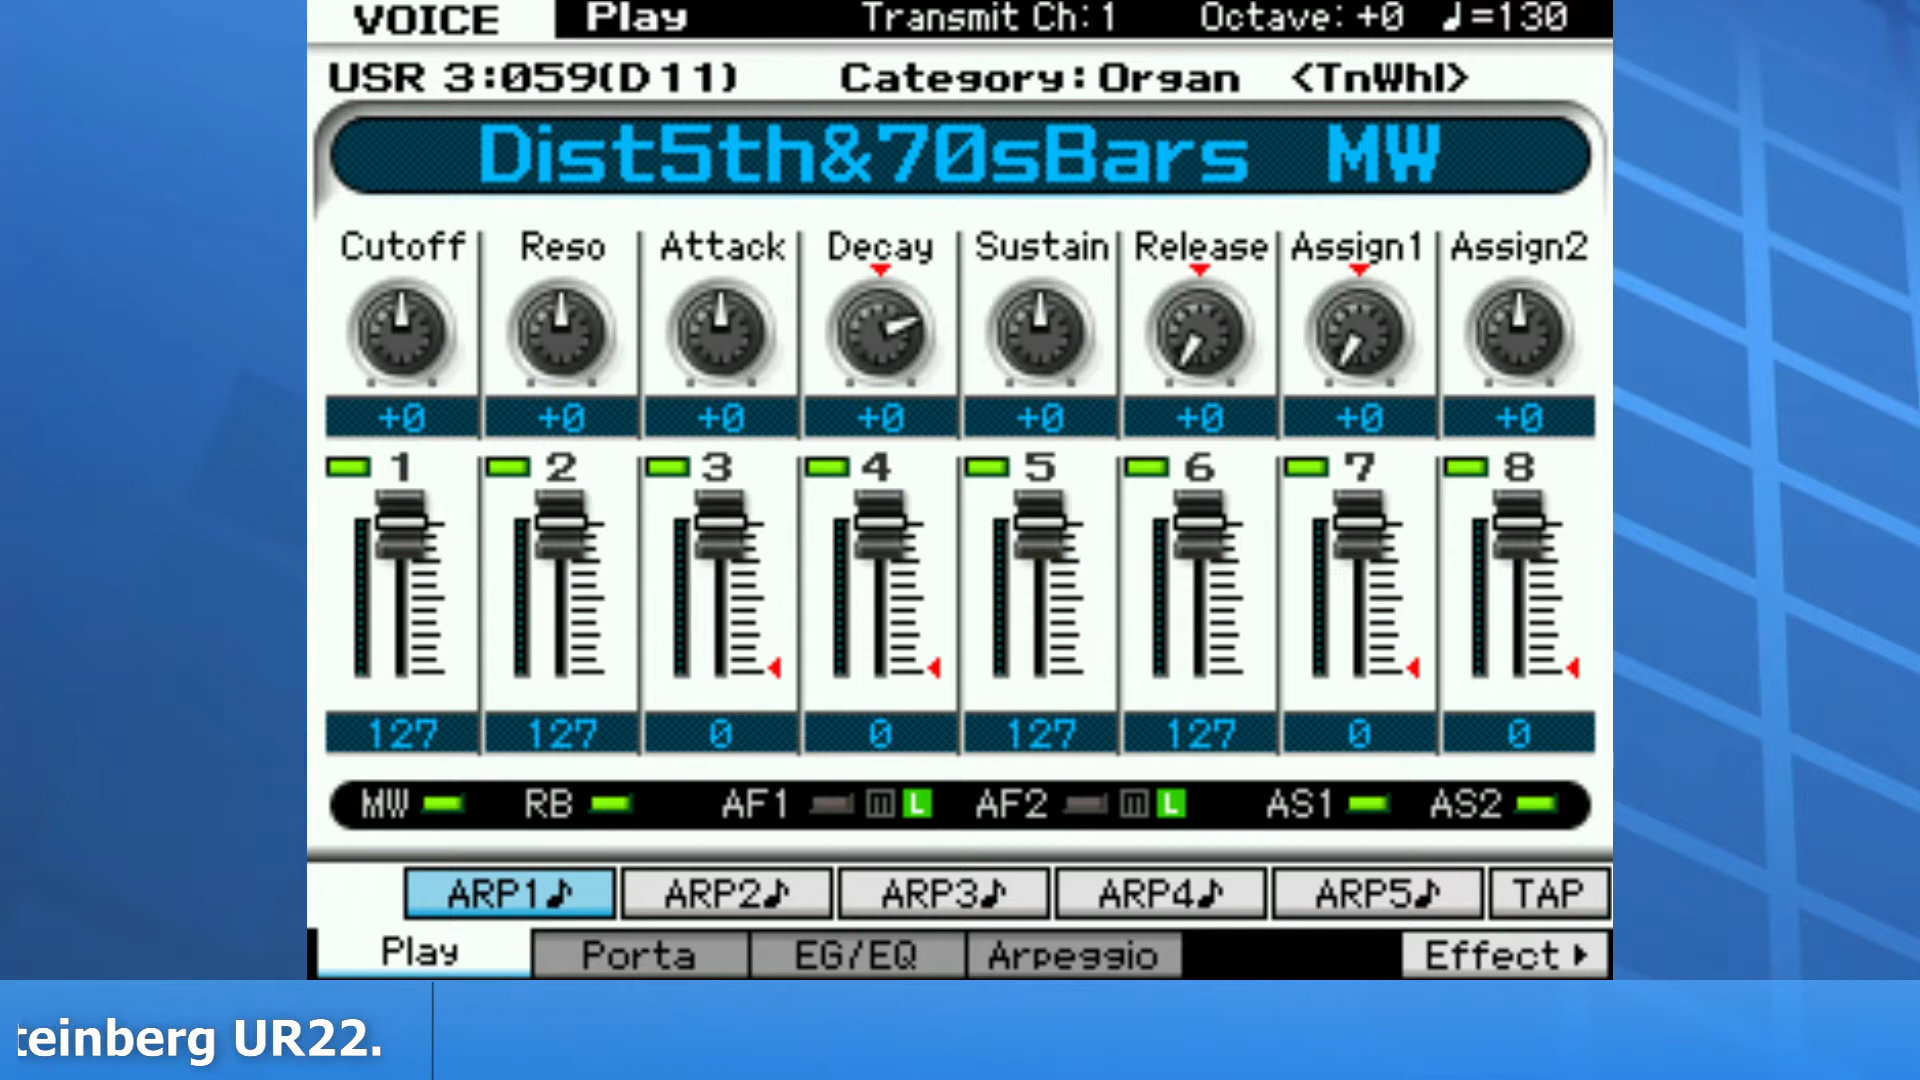 VOICE Play Transmit Ch: 1 Octave: +0 ♩=130
USR 3:059(D11) Category:Organ <TnWhl>
Dist5th&70sBars MW
Cutoff Reso Attack Decay Sustain Release Assign1 Assign2
+0 +0 +0 +0 +0 +0 +0 +0
1 2 3 4 5 6 7 8
127 127 0 0 127 127 0 0
MW RB AF1 m L AF2 m L AS1 AS2
ARP1♪ ARP2♪ ARP3♪ ARP4♪ ARP5♪ TAP
Play Porta EG/EQ Arpeggio Effect
teinberg UR22.